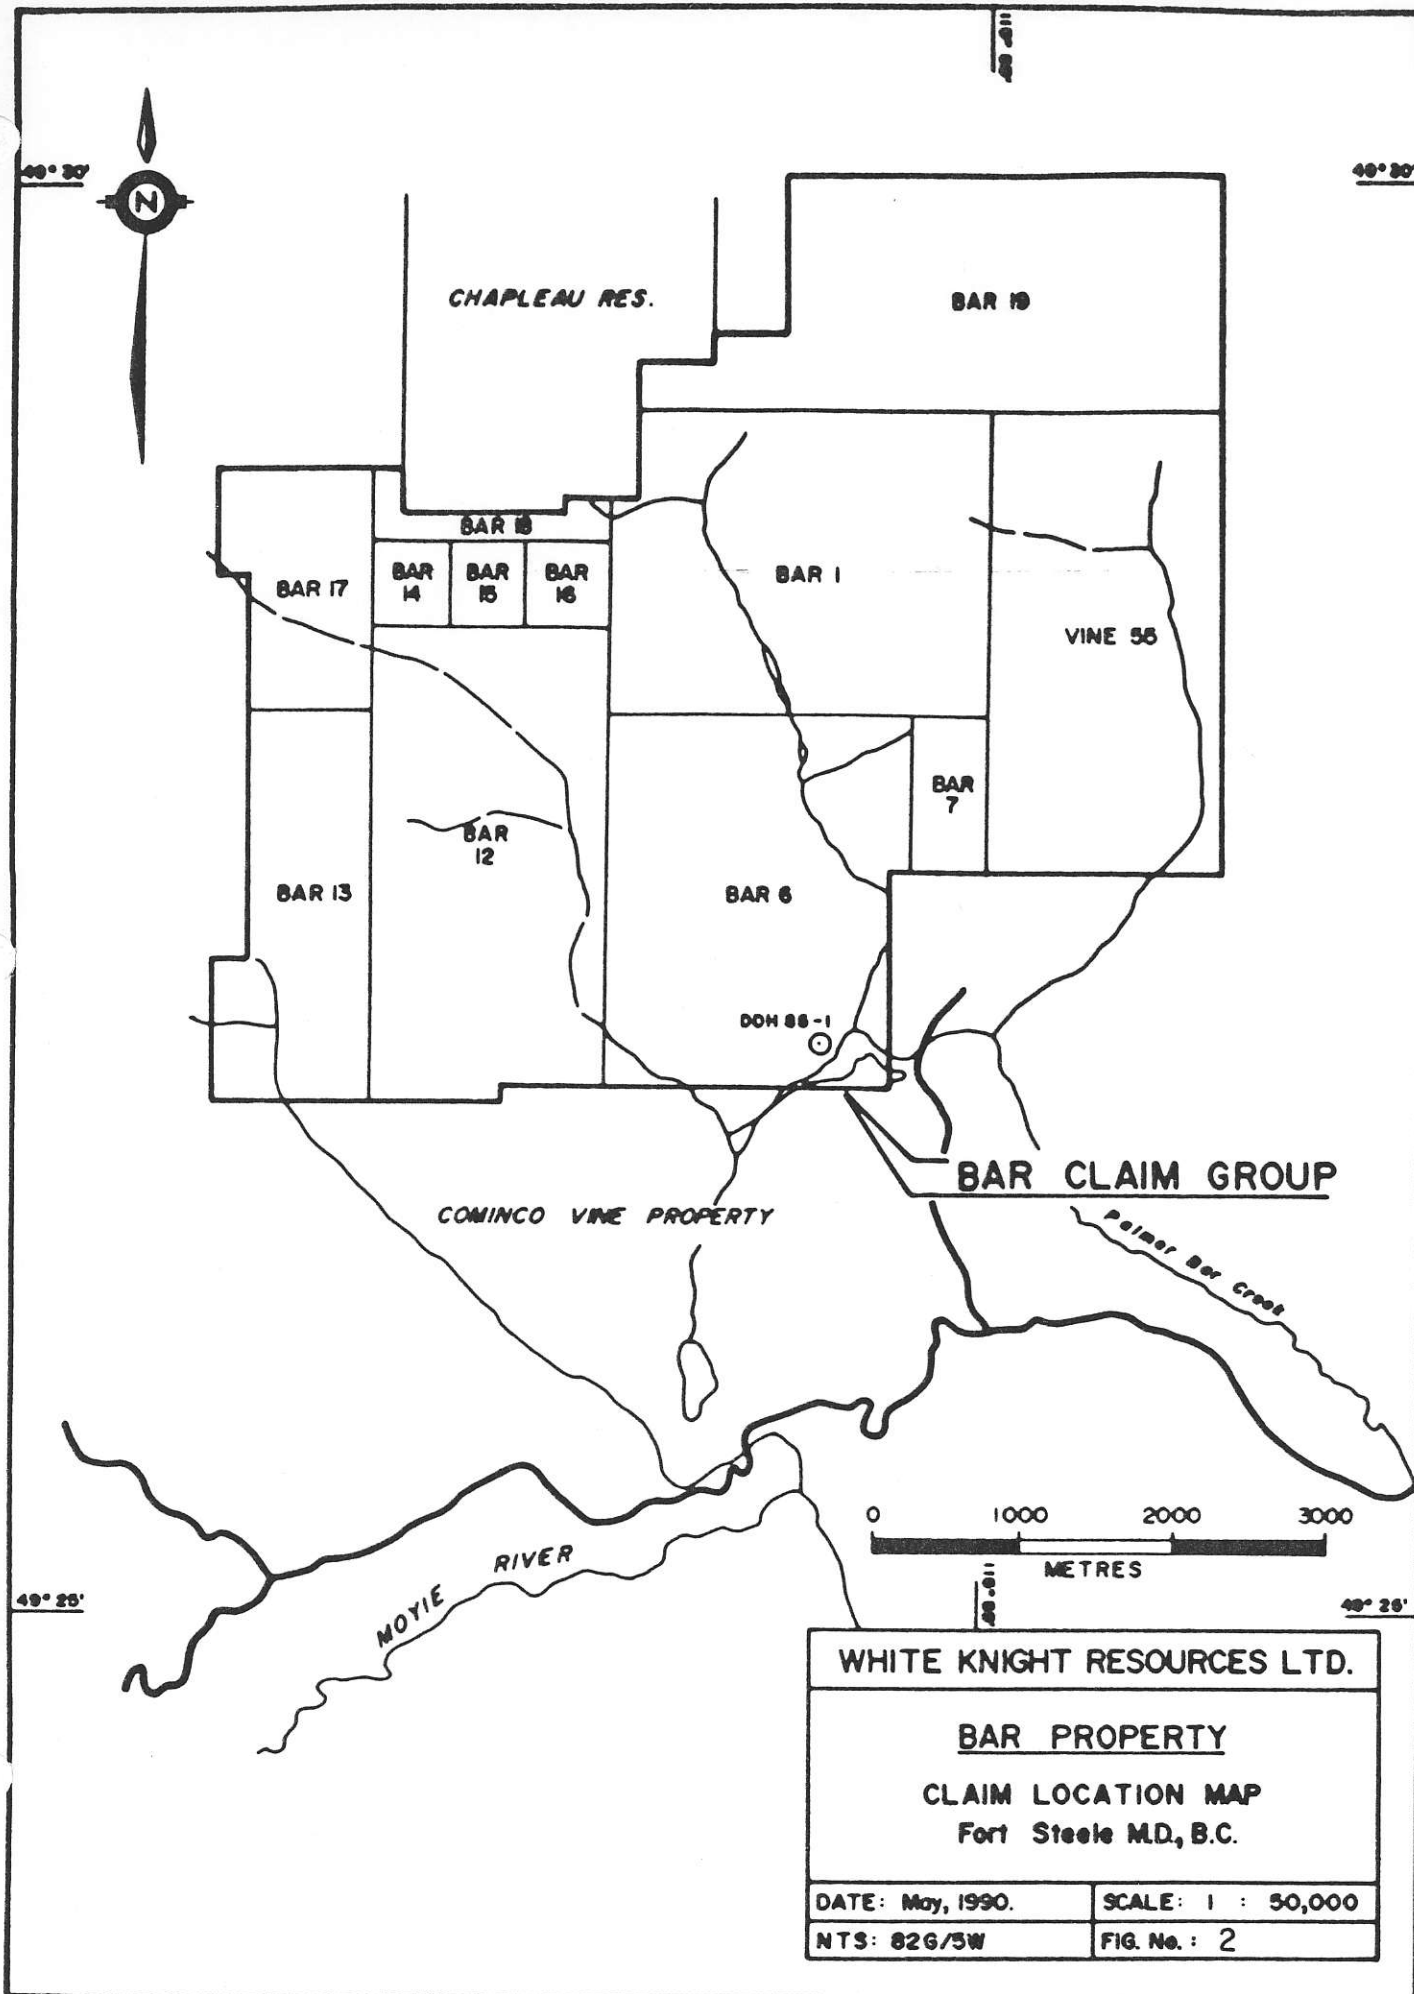 49° 30'
N
49° 30'
CHAPLEAU RES.
BAR 19
BAR 18
BAR 17
BAR
14
BAR
15
BAR
16
BAR 1
VINE 55
BAR
7
BAR
12
BAR 13
BAR 6
DDH 86-1
BAR CLAIM GROUP
COMINCO VINE PROPERTY
Palmer Bar Creek
0 1000 2000 3000
METRES
MOYIE RIVER
49° 25'
49° 25'
WHITE KNIGHT RESOURCES LTD.
BAR PROPERTY
CLAIM LOCATION MAP
Fort Steele M.D., B.C.
DATE: May, 1990.
SCALE: 1 : 50,000
NTS: 82G/5W
FIG. No.: 2